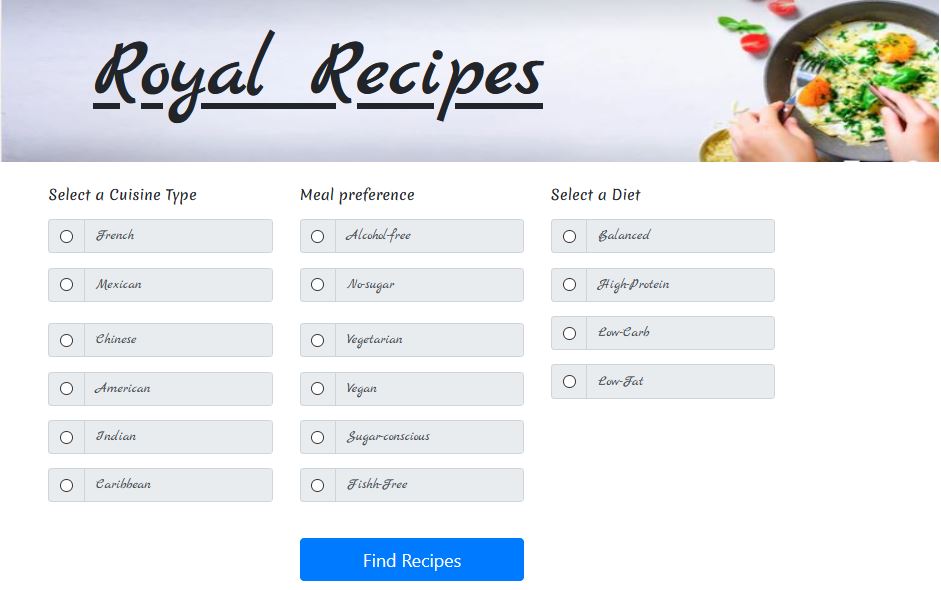 Royal Recipes
Select a Cuisine Type
French
Mexican
Chinese
American
Indian
Caribbean
Meal preference
Alcohol-free
No-sugar
Vegetarian
Vegan
Sugar-conscious
Fishh-Free
Select a Diet
Balanced
High-Protein
Low-Carb
Low-Fat
Find Recipes